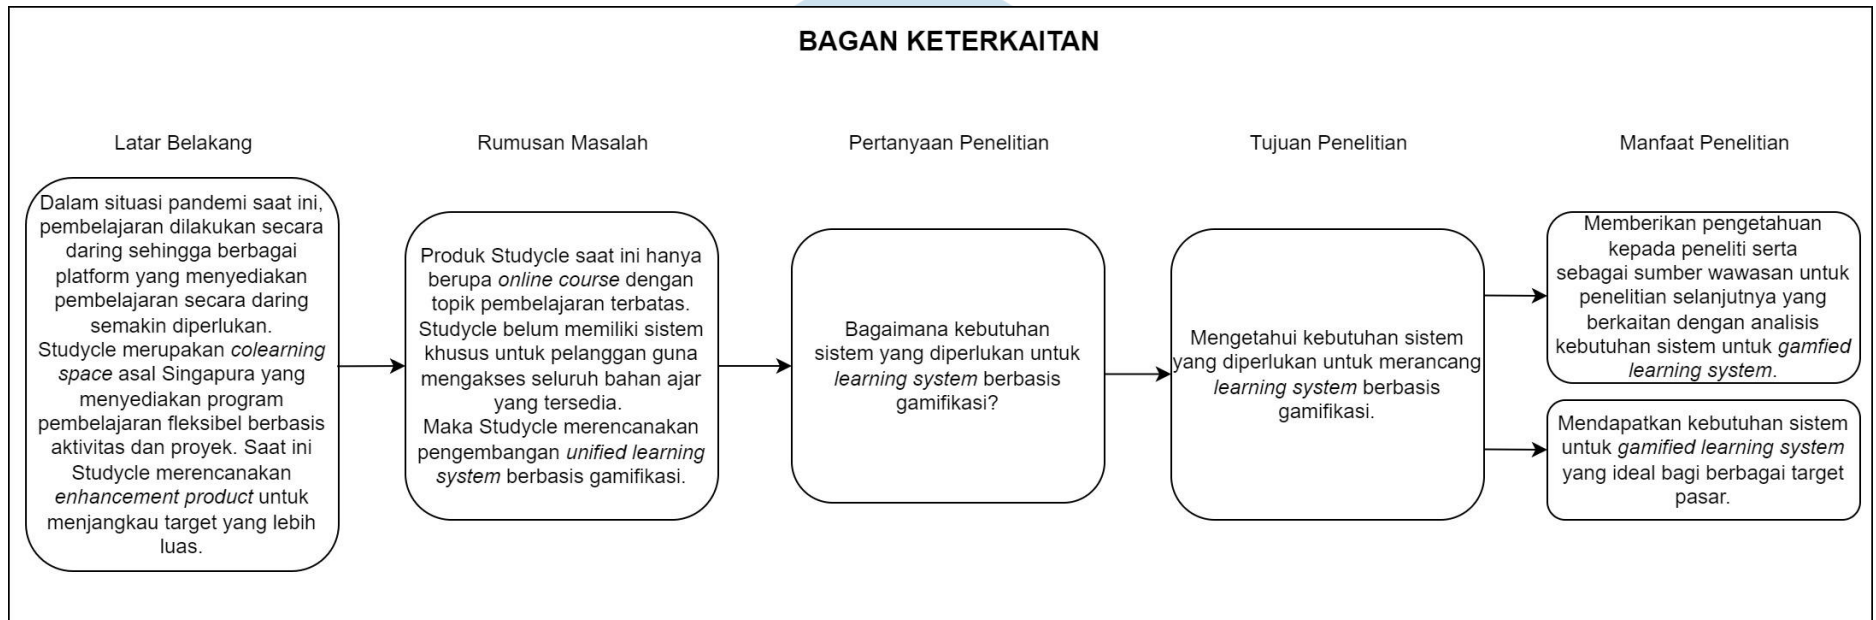 BAGAN KETERKAITAN
Latar Belakang
Dalam situasi pandemi saat ini,
pembelajaran dilakukan secara
daring sehingga berbagai
platform yang menyediakan
pembelajaran secara daring
semakin diperlukan.
Studycle merupakan colearning
space asal Singapura yang
menyediakan program
pembelajaran fleksibel berbasis
aktivitas dan proyek. Saat ini
Studycle merencanakan
enhancement product untuk
menjangkau target yang lebih
luas.
Rumusan Masalah
Produk Studycle saat ini hanya
berupa online course dengan
topik pembelajaran terbatas.
Studycle belum memiliki sistem
khusus untuk pelanggan guna
mengakses seluruh bahan ajar
yang tersedia.
Maka Studycle merencanakan
pengembangan unified learning
system berbasis gamifikasi.
Pertanyaan Penelitian
Bagaimana kebutuhan
sistem yang diperlukan untuk
learning system berbasis
gamifikasi?
Tujuan Penelitian
Mengetahui kebutuhan sistem
yang diperlukan untuk merancang
learning system berbasis
gamifikasi.
Manfaat Penelitian
Memberikan pengetahuan
kepada peneliti serta
sebagai sumber wawasan untuk
penelitian selanjutnya yang
berkaitan dengan analisis
kebutuhan sistem untuk gamfied
learning system.
Mendapatkan kebutuhan sistem
untuk gamified learning system
yang ideal bagi berbagai target
pasar.